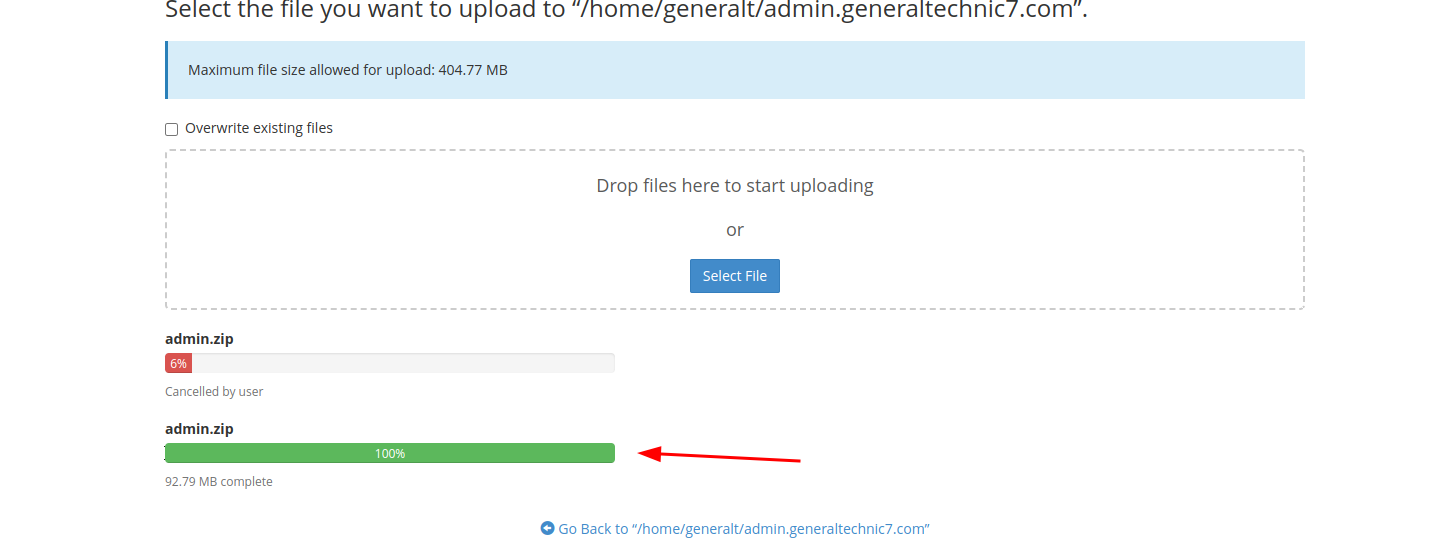 Select the file you want to upload to “/home/generalt/admin.generaltechnic7.com”.
Maximum file size allowed for upload: 404.77 MB
Overwrite existing files
Drop files here to start uploading
or
Select File
admin.zip
6%
Cancelled by user
admin.zip
100%
92.79 MB complete
Go Back to “/home/generalt/admin.generaltechnic7.com”